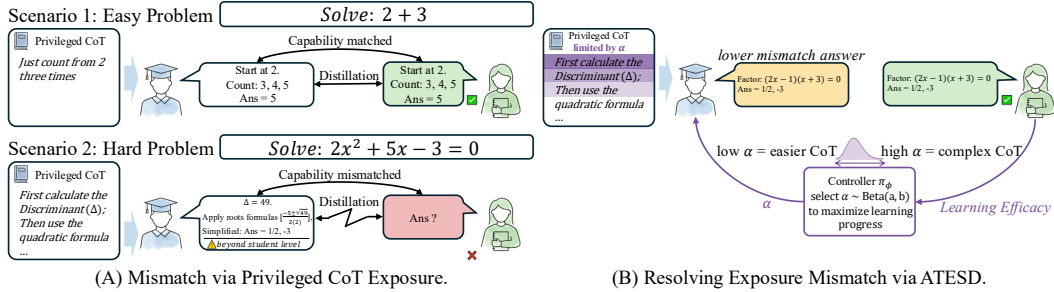 Scenario 1: Easy Problem
Solve: 2 + 3
Privileged CoT
Just count from 2
three times
Capability matched
Start at 2.
Count: 3, 4, 5
Ans = 5
Distillation
Start at 2.
Count: 3, 4, 5
Ans = 5
Scenario 2: Hard Problem
Solve: 2x² + 5x − 3 = 0
Privileged CoT
First calculate the
Discriminant (Δ);
Then use the
quadratic formula
...
Capability mismatched
Δ = 49.
Apply roots formulas [(−5±√49)/2(2)],
Simplified: Ans = 1/2, -3
beyond student level
Distillation
Ans ?
(A) Mismatch via Privileged CoT Exposure.
Privileged CoT
limited by α
First calculate the
Discriminant (Δ);
Then use the
quadratic formula
...
lower mismatch answer
Factor: (2x − 1)(x + 3) = 0
Ans = 1/2, -3
Factor: (2x − 1)(x + 3) = 0
Ans = 1/2, -3
low α = easier CoT
high α = complex CoT
Controller π_ϕ
select α ~ Beta(a, b)
to maximize learning
progress
α
Learning Efficacy
(B) Resolving Exposure Mismatch via ATESD.